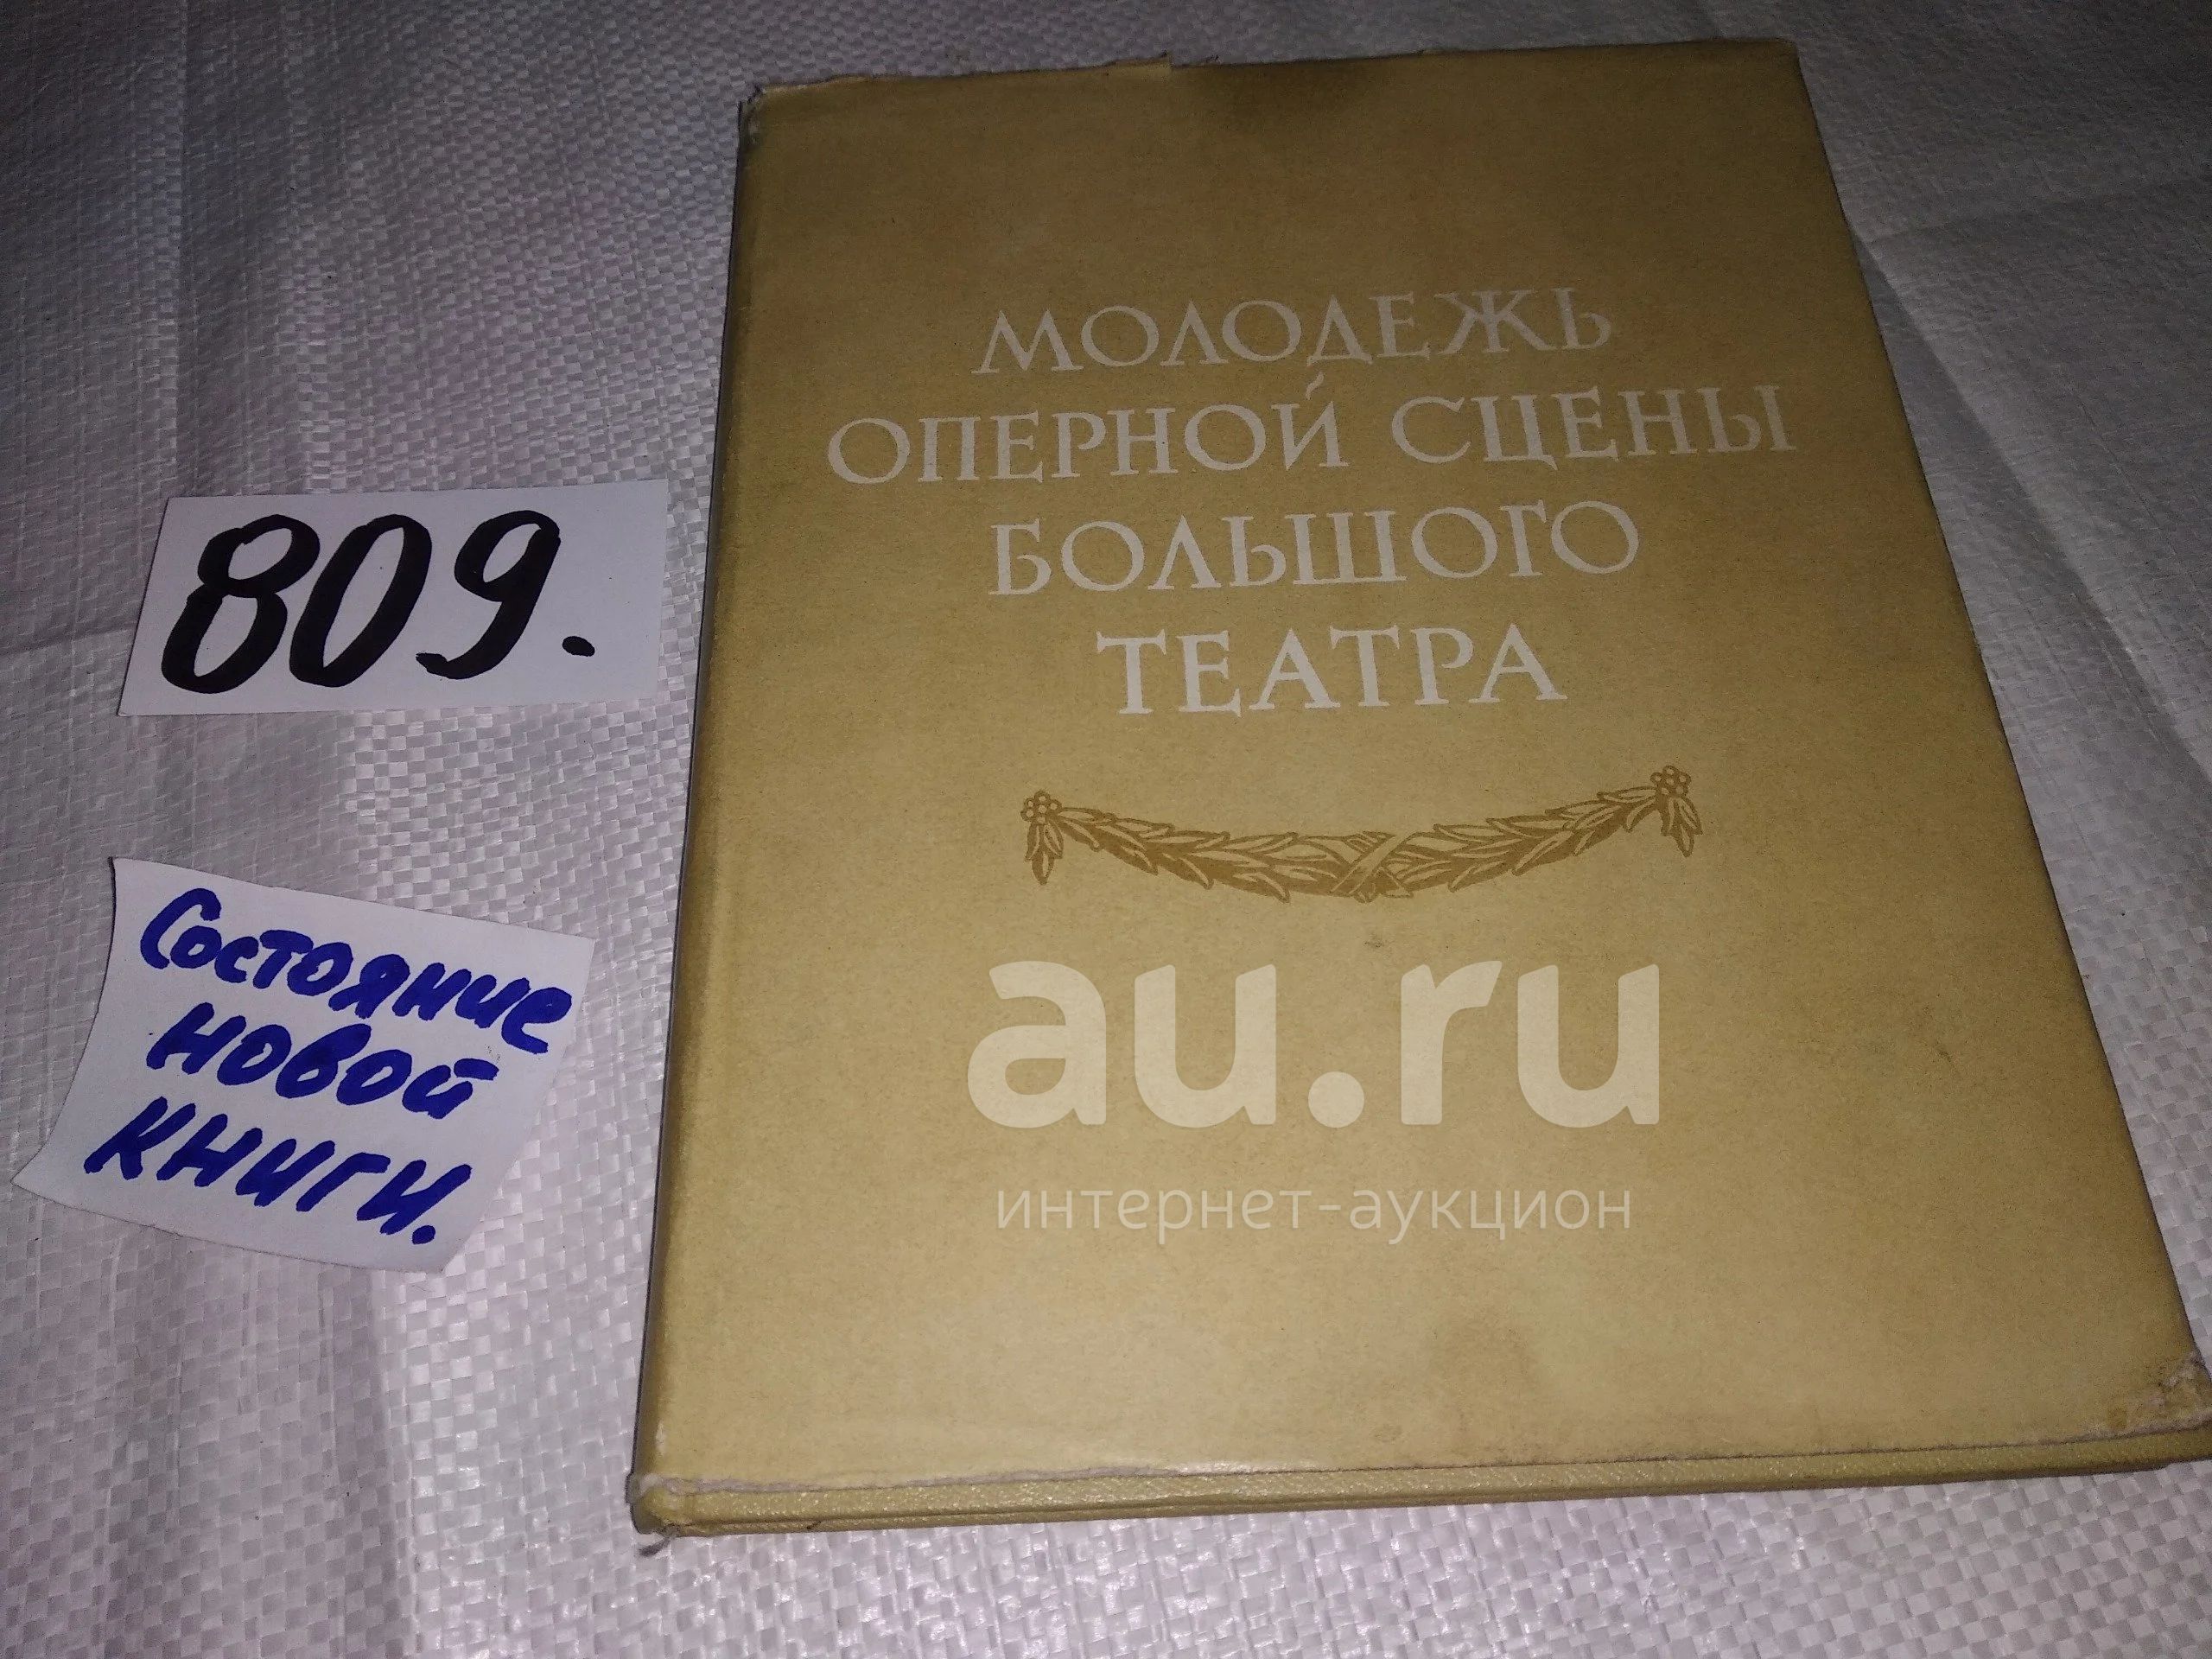 МОЛОДЕЖЬ
ОПЕРНОЙ СЦЕНЫ
БОЛЬШОГО
ТЕАТРА
809.
Состояние
новой
книги.
au.ru
интернет-аукцион